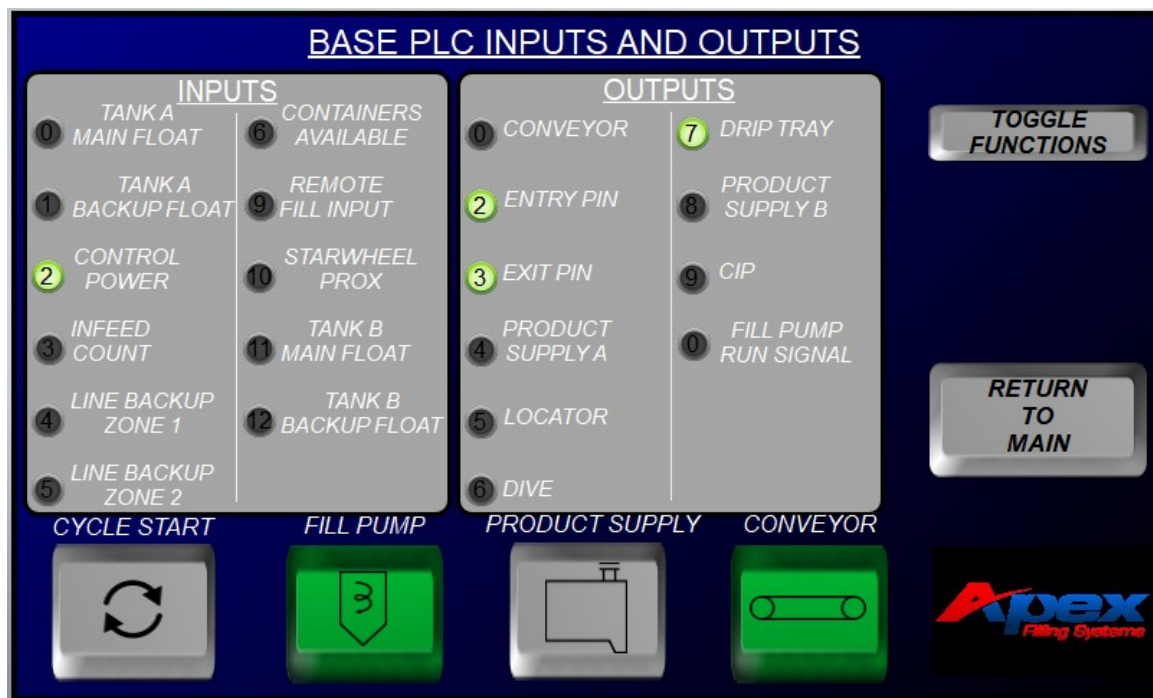 BASE PLC INPUTS AND OUTPUTS
INPUTS
0 TANK A
MAIN FLOAT
1 TANK A
BACKUP FLOAT
2 CONTROL
POWER
3 INFEED
COUNT
4 LINE BACKUP
ZONE 1
5 LINE BACKUP
ZONE 2
6 CONTAINERS
AVAILABLE
9 REMOTE
FILL INPUT
10 STARWHEEL
PROX
11 TANK B
MAIN FLOAT
12 TANK B
BACKUP FLOAT
OUTPUTS
0 CONVEYOR
2 ENTRY PIN
3 EXIT PIN
4 PRODUCT
SUPPLY A
5 LOCATOR
6 DIVE
7 DRIP TRAY
8 PRODUCT
SUPPLY B
9 CIP
0 FILL PUMP
RUN SIGNAL
TOGGLE
FUNCTIONS
RETURN
TO
MAIN
CYCLE START
FILL PUMP
PRODUCT SUPPLY
CONVEYOR
Apex
Filling Systems